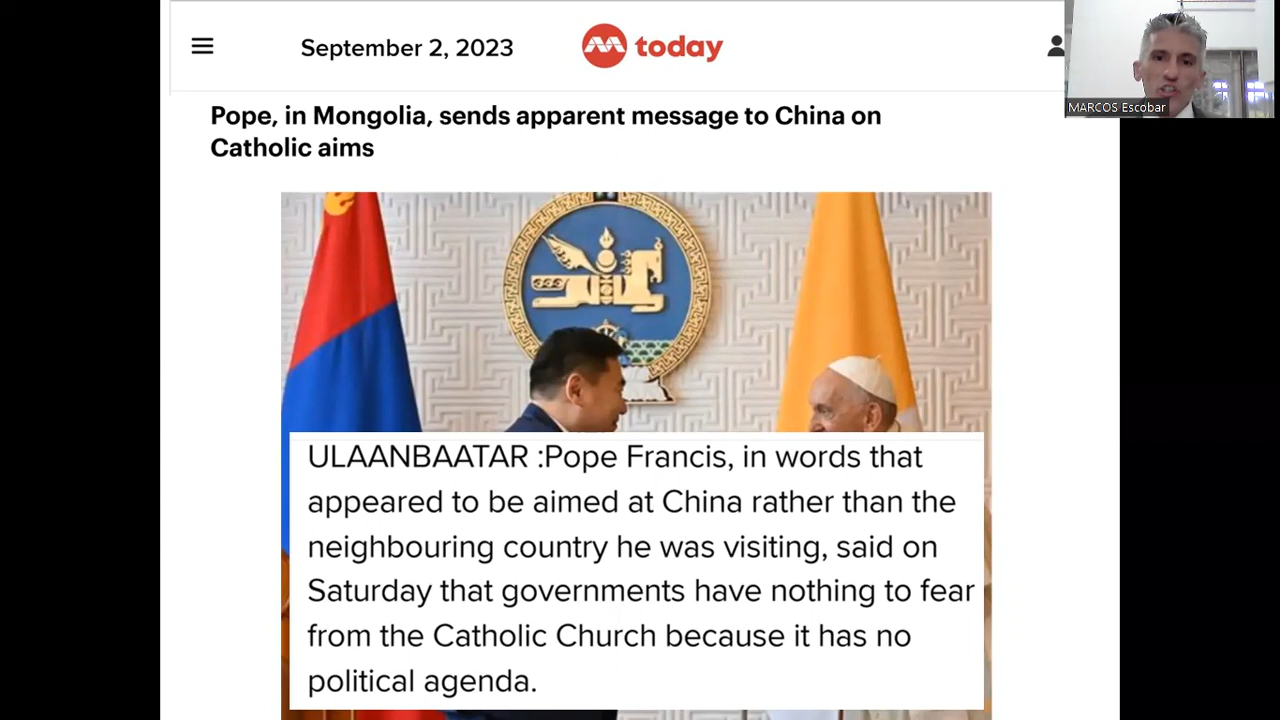 September 2, 2023
today
MARCOS Escobar
Pope, in Mongolia, sends apparent message to China on
Catholic aims
ULAANBAATAR :Pope Francis, in words that
appeared to be aimed at China rather than the
neighbouring country he was visiting, said on
Saturday that governments have nothing to fear
from the Catholic Church because it has no
political agenda.